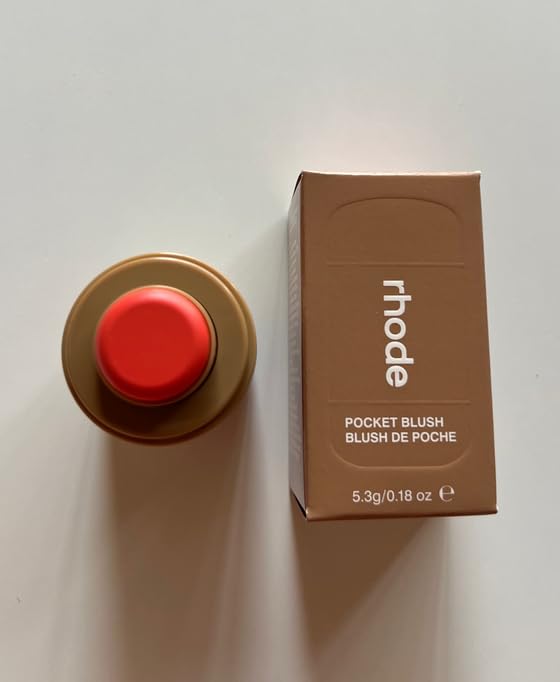 rhode
POCKET BLUSH
BLUSH DE POCHE
5.3g/0.18 oz ℮